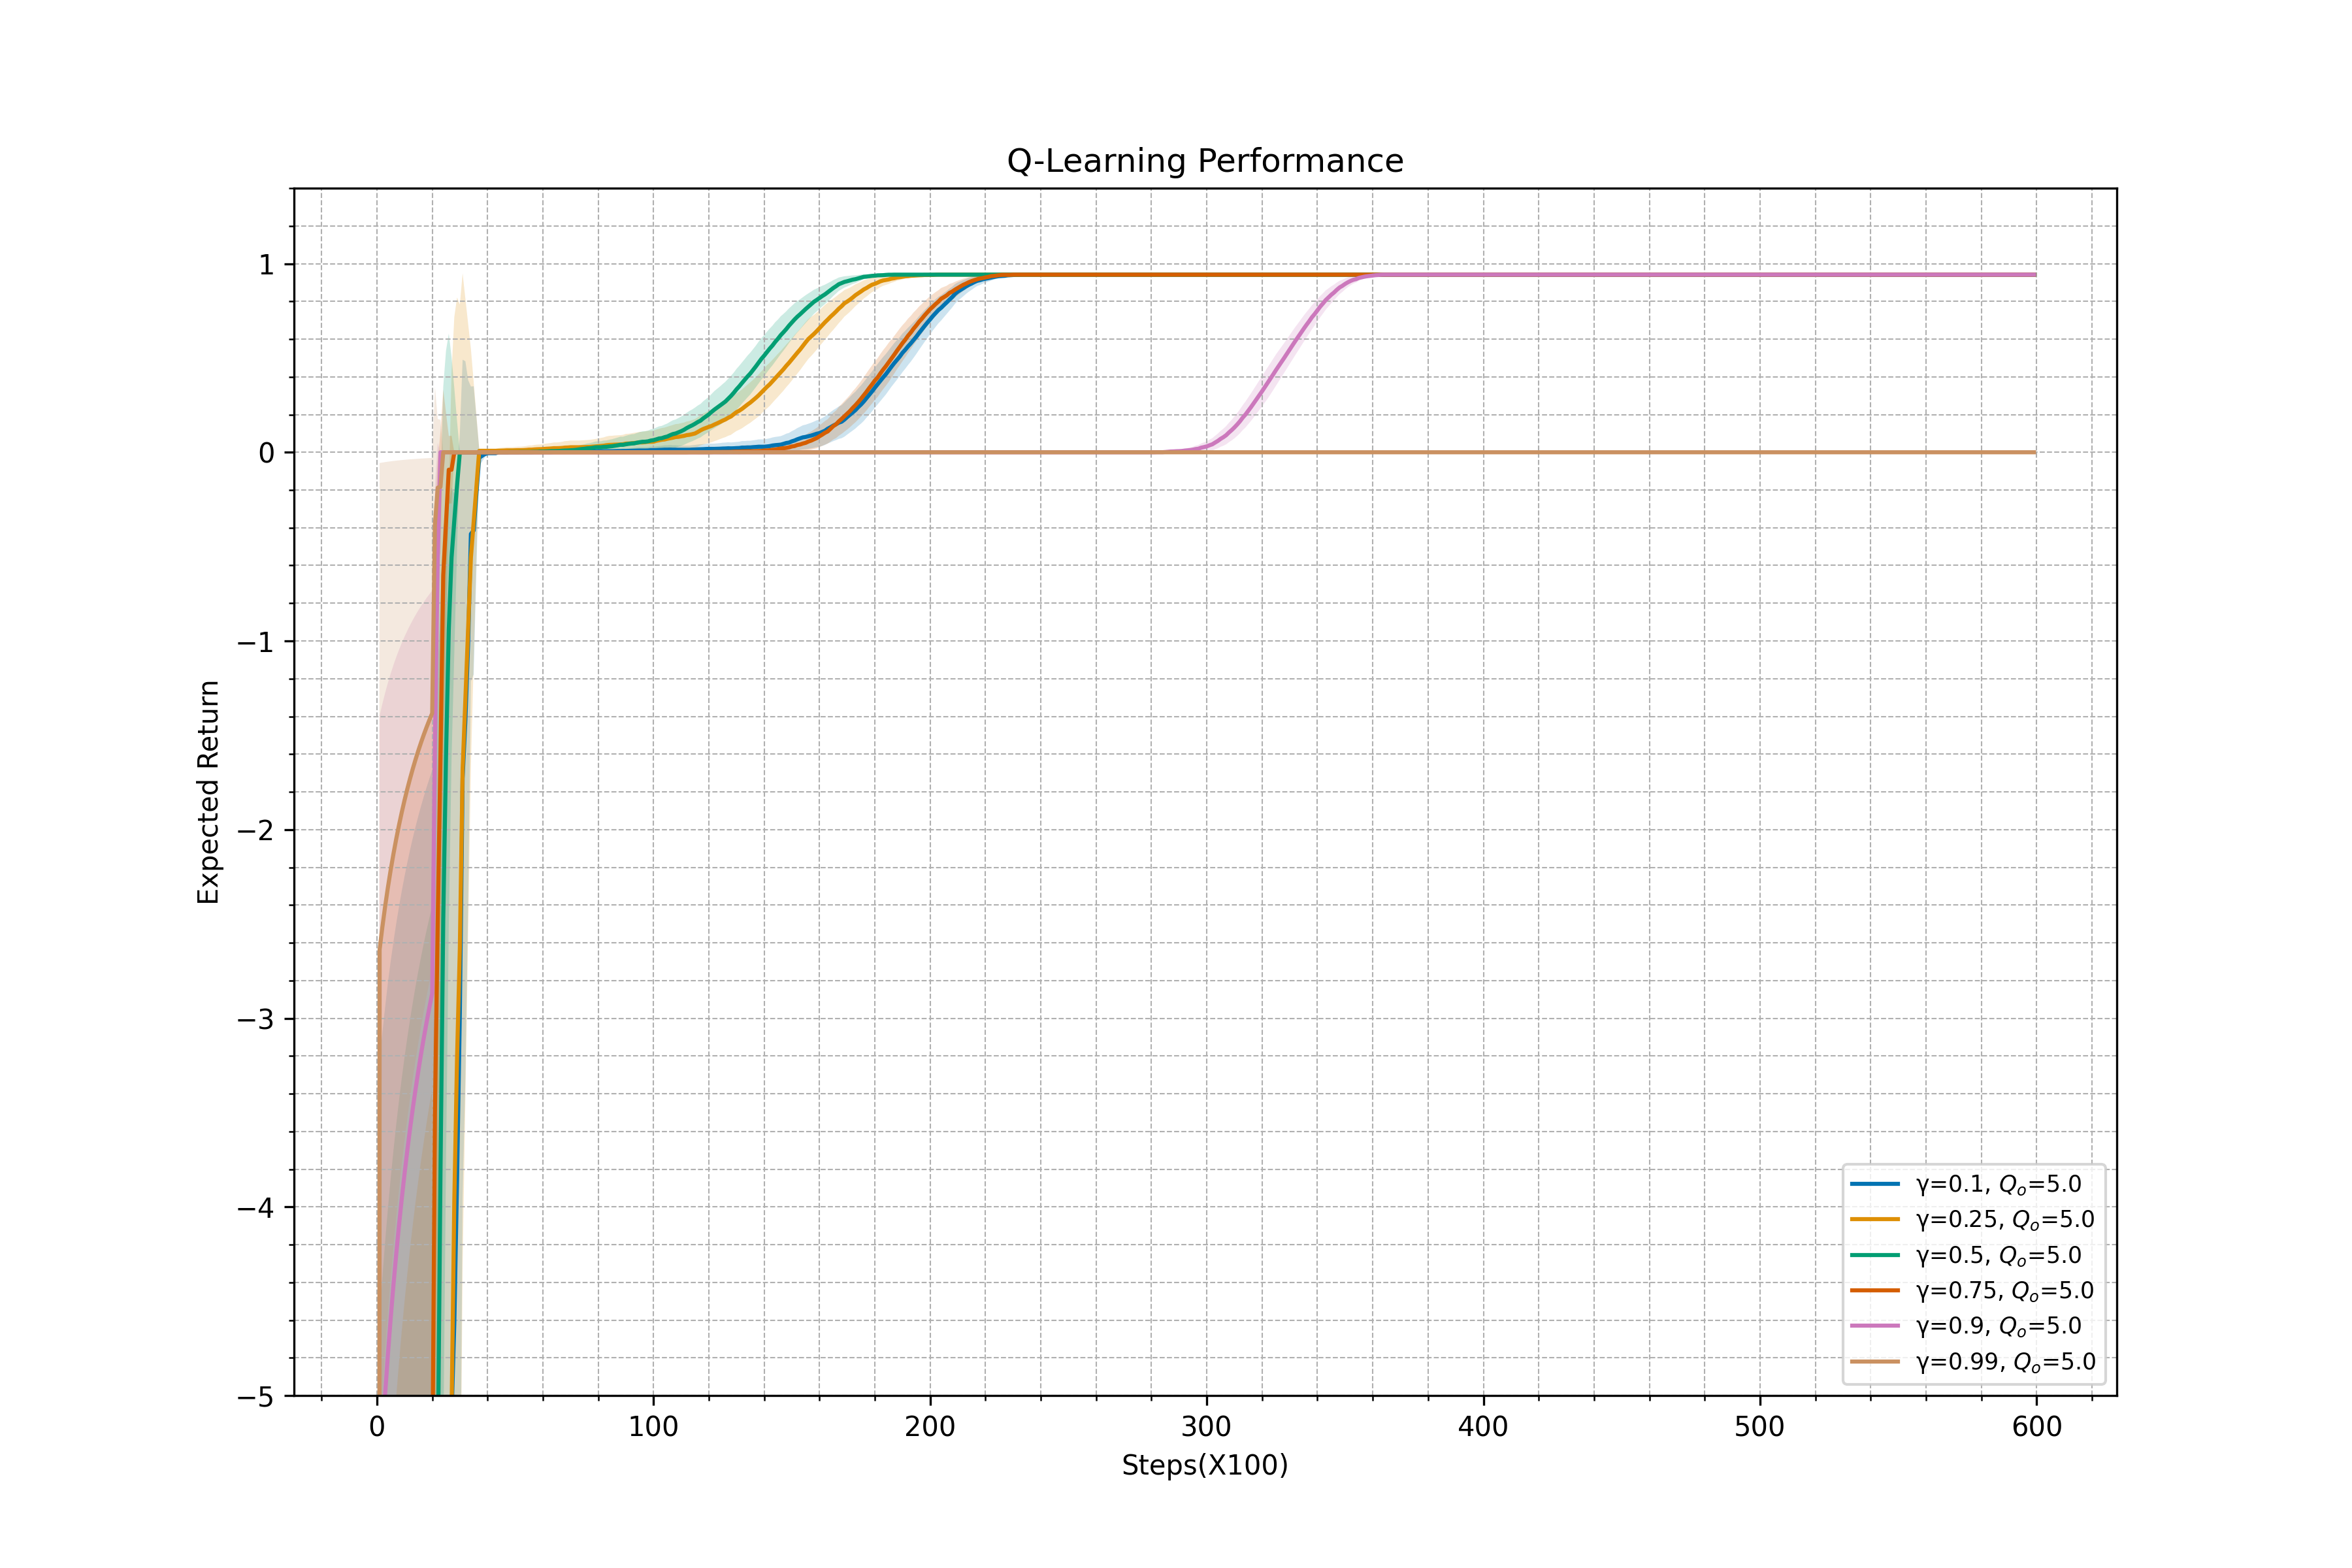 Q-Learning Performance
Expected Return
1
0
−1
−2
−3
−4
−5
0 100 200 300 400 500 600
Steps(X100)
γ=0.1, Qₒ=5.0
γ=0.25, Qₒ=5.0
γ=0.5, Qₒ=5.0
γ=0.75, Qₒ=5.0
γ=0.9, Qₒ=5.0
γ=0.99, Qₒ=5.0